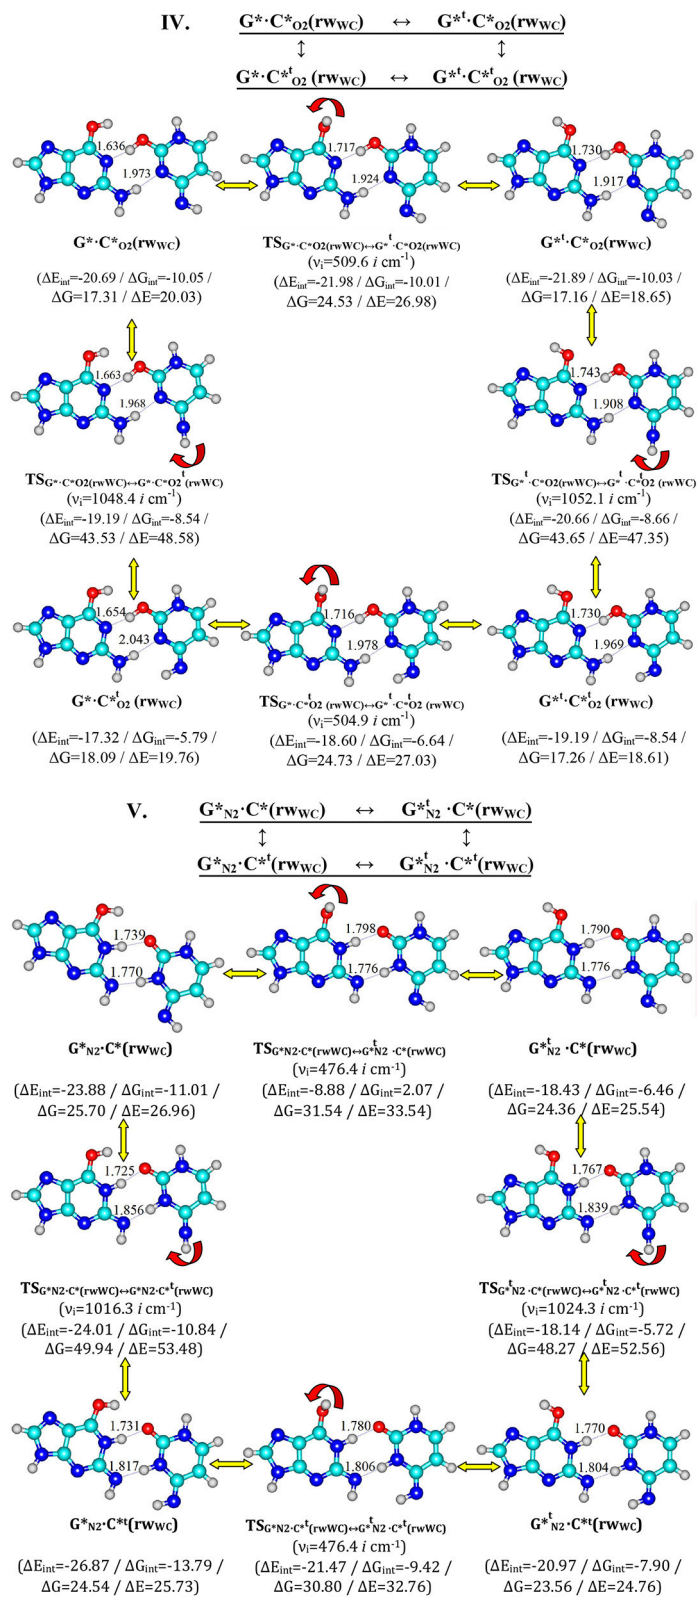 IV. G*·C*O2(rwWC) ↔ G*t·C*O2(rwWC)
↕ ↕
G*·C*tO2(rwWC) ↔ G*t·C*tO2 (rwWC)
1.636
1.973
1.717
1.924
1.730
1.917
G*·C*O2(rwWC)
TSG*·C*O2(rwWC)↔G*t·C*O2(rwWC)
(νi=509.6 i cm-1)
G*t·C*O2(rwWC)
(ΔEint=-20.69 / ΔGint=-10.05 /
ΔG=17.31 / ΔE=20.03)
(ΔEint=-21.98 / ΔGint=-10.01 /
ΔG=24.53 / ΔE=26.98)
(ΔEint=-21.89 / ΔGint=-10.03 /
ΔG=17.16 / ΔE=18.65)
1.663
1.968
1.743
1.908
TSG*·C*O2(rwWC)↔G*·C*O2t(rwWC)
(νi=1048.4 i cm-1)
(ΔEint=-19.19 / ΔGint=-8.54 /
ΔG=43.53 / ΔE=48.58)
TSG*t·C*O2(rwWC)↔G*t·C*tO2 (rwWC)
(νi=1052.1 i cm-1)
(ΔEint=-20.66 / ΔGint=-8.66 /
ΔG=43.65 / ΔE=47.35)
1.654
2.043
1.716
1.978
1.730
1.969
G*·C*tO2 (rwWC)
TSG*·C*tO2(rwWC)↔G*t·C*tO2 (rwWC)
(νi=504.9 i cm-1)
G*t·C*tO2 (rwWC)
(ΔEint=-17.32 / ΔGint=-5.79 /
ΔG=18.09 / ΔE=19.76)
(ΔEint=-18.60 / ΔGint=-6.64 /
ΔG=24.73 / ΔE=27.03)
(ΔEint=-19.19 / ΔGint=-8.54 /
ΔG=17.26 / ΔE=18.61)
V. G*N2·C*(rwWC) ↔ G*tN2 ·C*(rwWC)
↕ ↕
G*N2·C*t(rwWC) ↔ G*tN2 ·C*t(rwWC)
1.739
1.770
1.798
1.776
1.790
1.776
G*N2·C*(rwWC)
TSG*N2·C*(rwWC)↔G*tN2 ·C*(rwWC)
(νi=476.4 i cm-1)
G*tN2 ·C*(rwWC)
(ΔEint=-23.88 / ΔGint=-11.01 /
ΔG=25.70 / ΔE=26.96)
(ΔEint=-8.88 / ΔGint=2.07 /
ΔG=31.54 / ΔE=33.54)
(ΔEint=-18.43 / ΔGint=-6.46 /
ΔG=24.36 / ΔE=25.54)
1.725
1.856
1.767
1.839
TSG*N2·C*(rwWC)↔G*N2·C*t(rwWC)
(νi=1016.3 i cm-1)
(ΔEint=-24.01 / ΔGint=-10.84 /
ΔG=49.94 / ΔE=53.48)
TSG*tN2·C*(rwWC)↔G*tN2·C*t(rwWC)
(νi=1024.3 i cm-1)
(ΔEint=-18.14 / ΔGint=-5.72 /
ΔG=48.27 / ΔE=52.56)
1.731
1.817
1.780
1.806
1.770
1.804
G*N2·C*t(rwWC)
TSG*N2·C*t(rwWC)↔G*tN2·C*t(rwWC)
(νi=476.4 i cm-1)
G*tN2·C*t(rwWC)
(ΔEint=-26.87 / ΔGint=-13.79 /
ΔG=24.54 / ΔE=25.73)
(ΔEint=-21.47 / ΔGint=-9.42 /
ΔG=30.80 / ΔE=32.76)
(ΔEint=-20.97 / ΔGint=-7.90 /
ΔG=23.56 / ΔE=24.76)